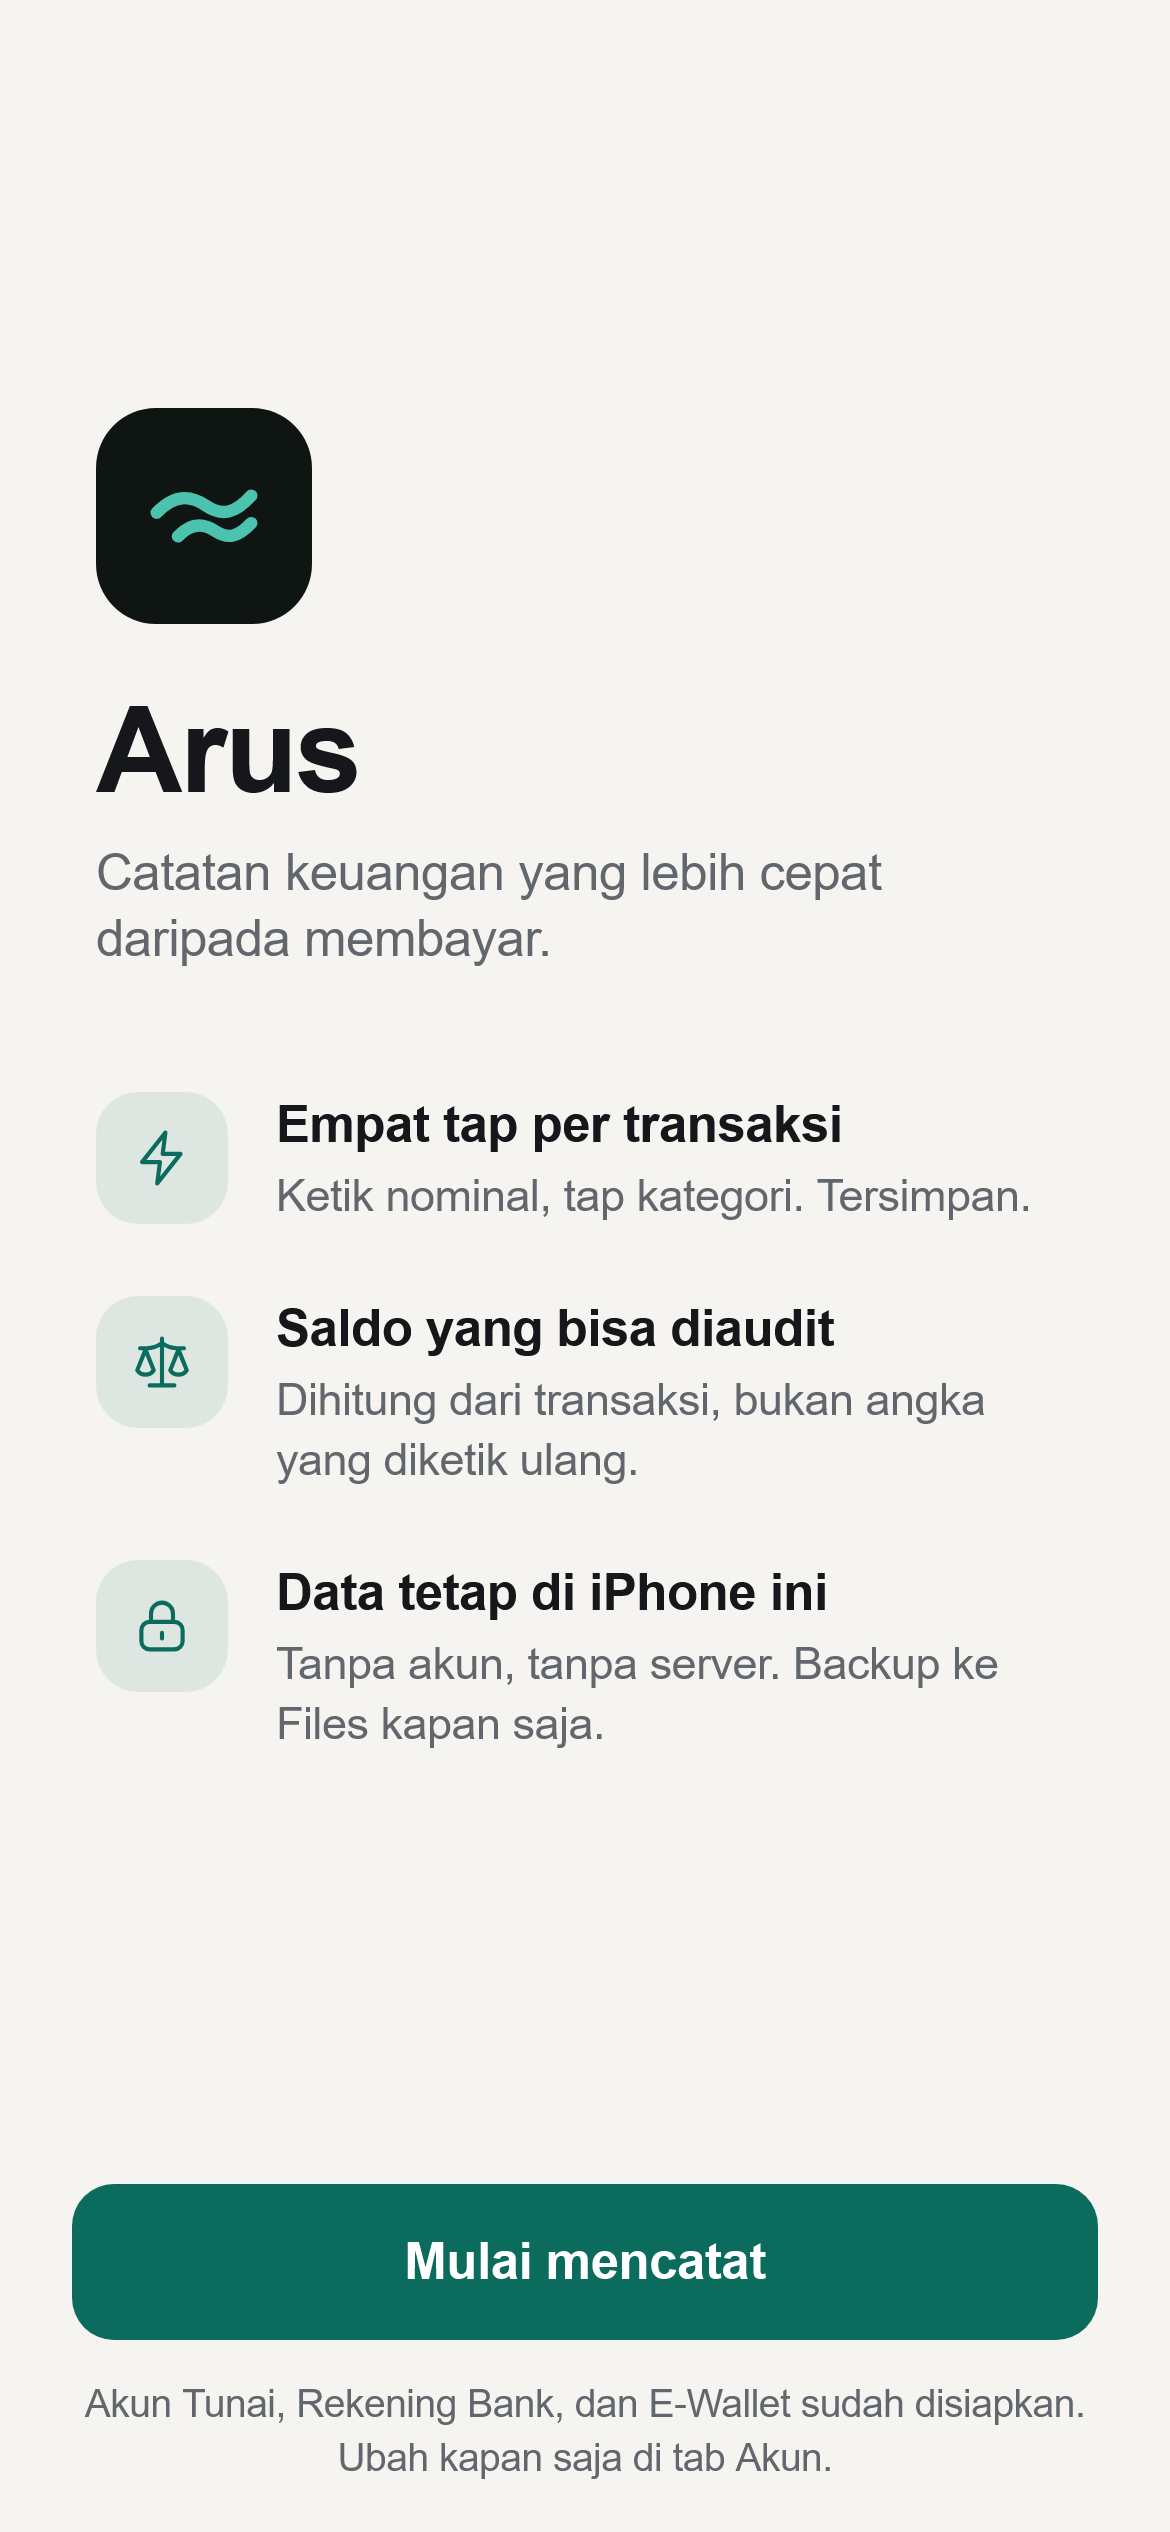 Arus
Catatan keuangan yang lebih cepat
daripada membayar.
Empat tap per transaksi
Ketik nominal, tap kategori. Tersimpan.
Saldo yang bisa diaudit
Dihitung dari transaksi, bukan angka
yang diketik ulang.
Data tetap di iPhone ini
Tanpa akun, tanpa server. Backup ke
Files kapan saja.
Mulai mencatat
Akun Tunai, Rekening Bank, dan E-Wallet sudah disiapkan.
Ubah kapan saja di tab Akun.